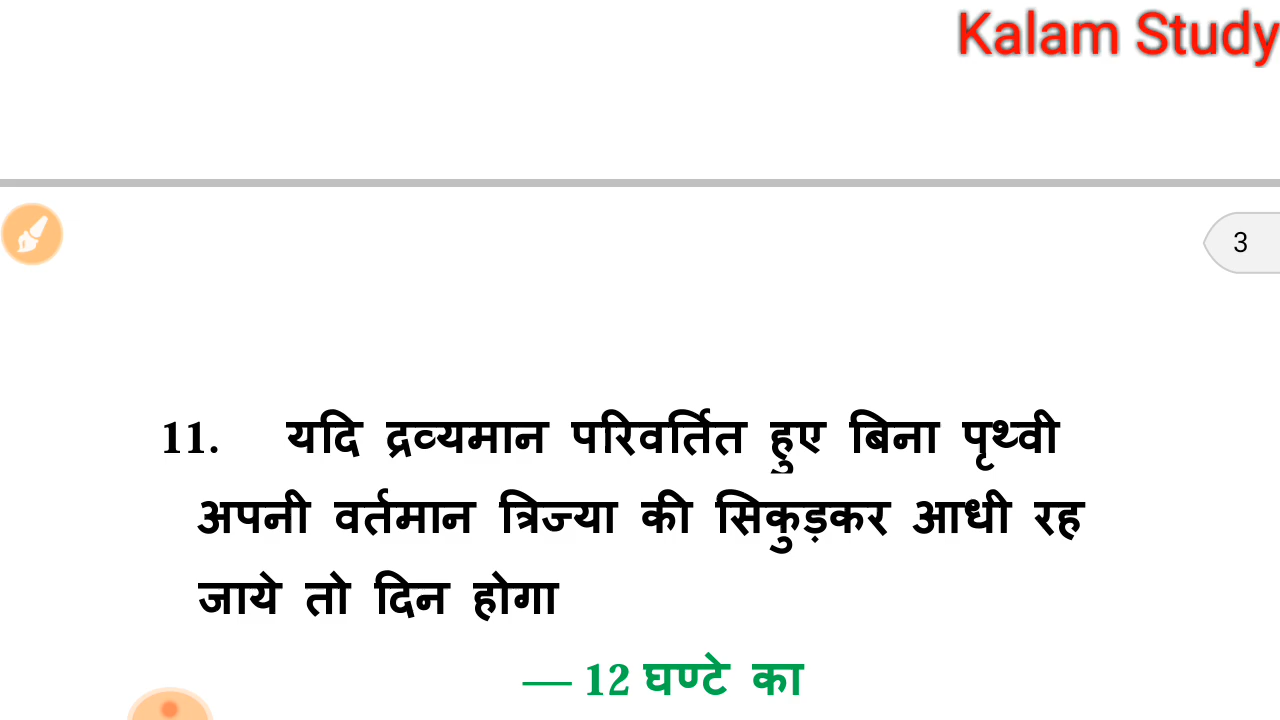 Kalam Study
3
11. यदि द्रव्यमान परिवर्तित हुए बिना पृथ्वी
अपनी वर्तमान त्रिज्या की सिकुड़कर आधी रह
जाये तो दिन होगा
— 12 घण्टे का